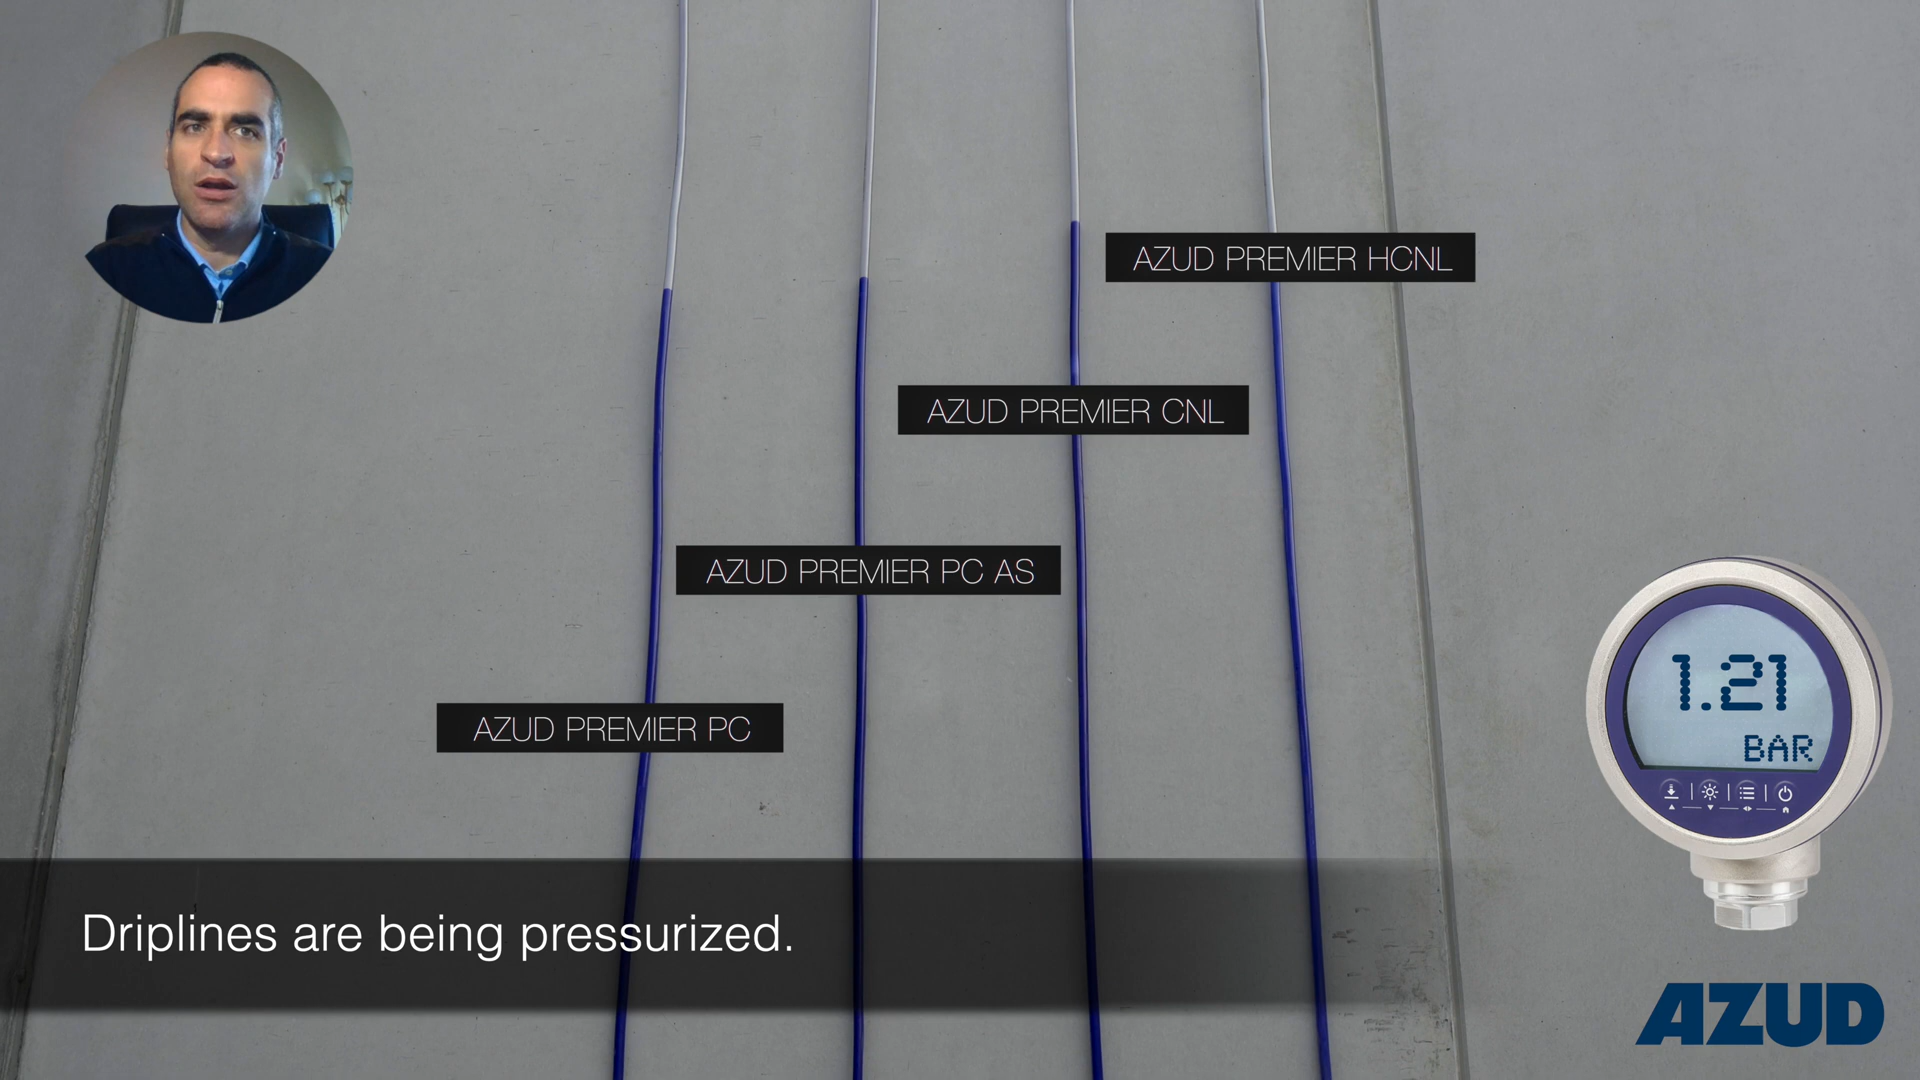 AZUD PREMIER HCNL
AZUD PREMIER CNL
AZUD PREMIER PC AS
AZUD PREMIER PC
1.21
BAR
Driplines are being pressurized.
AZUD